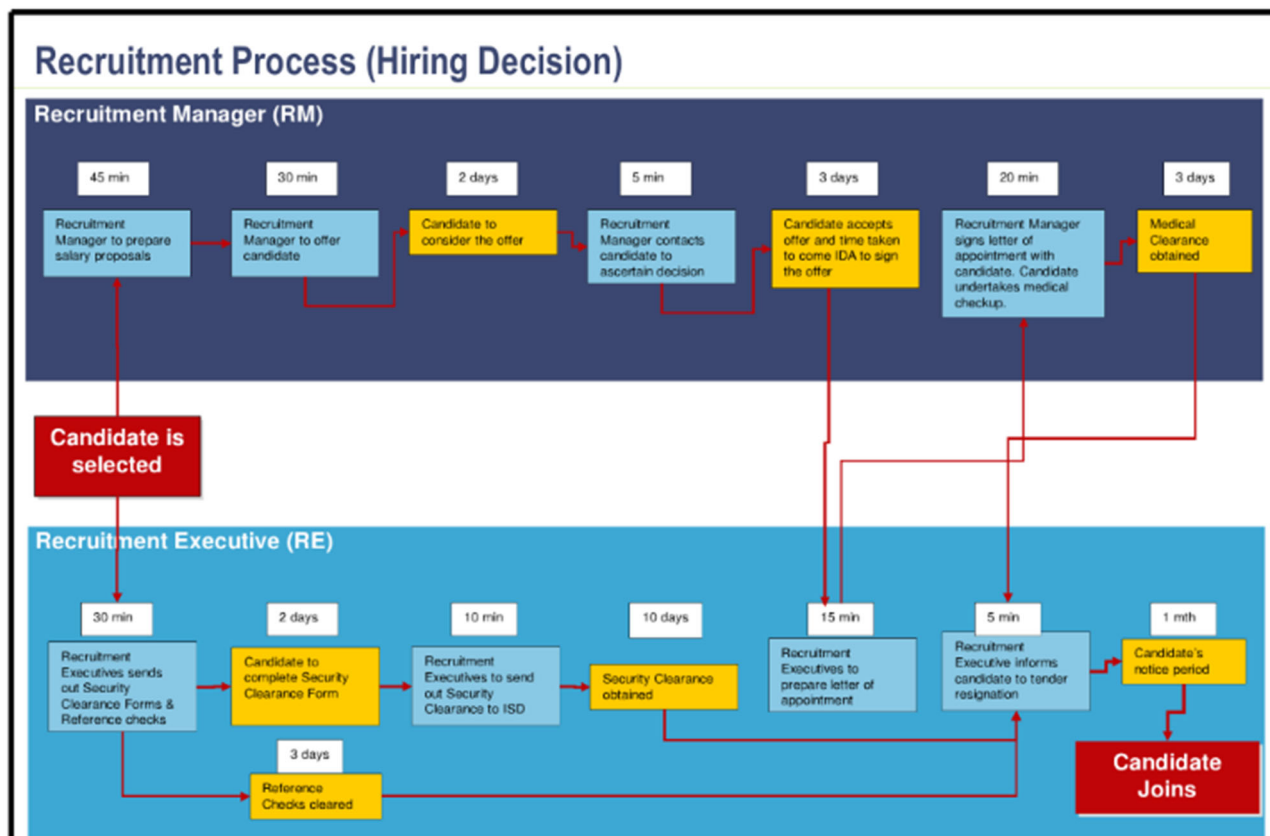 Recruitment Process (Hiring Decision)
Recruitment Manager (RM)
45 min
30 min
2 days
5 min
3 days
20 min
3 days
Recruitment
Manager to prepare
salary proposals
Recruitment
Manager to offer
candidate
Candidate to
consider the offer
Recruitment
Manager contacts
candidate to
ascertain decision
Candidate accepts
offer and time taken
to come IDA to sign
the offer
Recruitment Manager
signs letter of
appointment with
candidate. Candidate
undertakes medical
checkup.
Medical
Clearance
obtained
Candidate is
selected
Recruitment Executive (RE)
30 min
2 days
10 min
10 days
15 min
5 min
1 mth
Recruitment
Executives sends
out Security
Clearance Forms &
Reference checks
Candidate to
complete Security
Clearance Form
Recruitment
Executives to send
out Security
Clearance to ISD
Security Clearance
obtained
Recruitment
Executives to
prepare letter of
appointment
Recruitment
Executive informs
candidate to tender
resignation
Candidate's
notice period
3 days
Reference
Checks cleared
Candidate
Joins